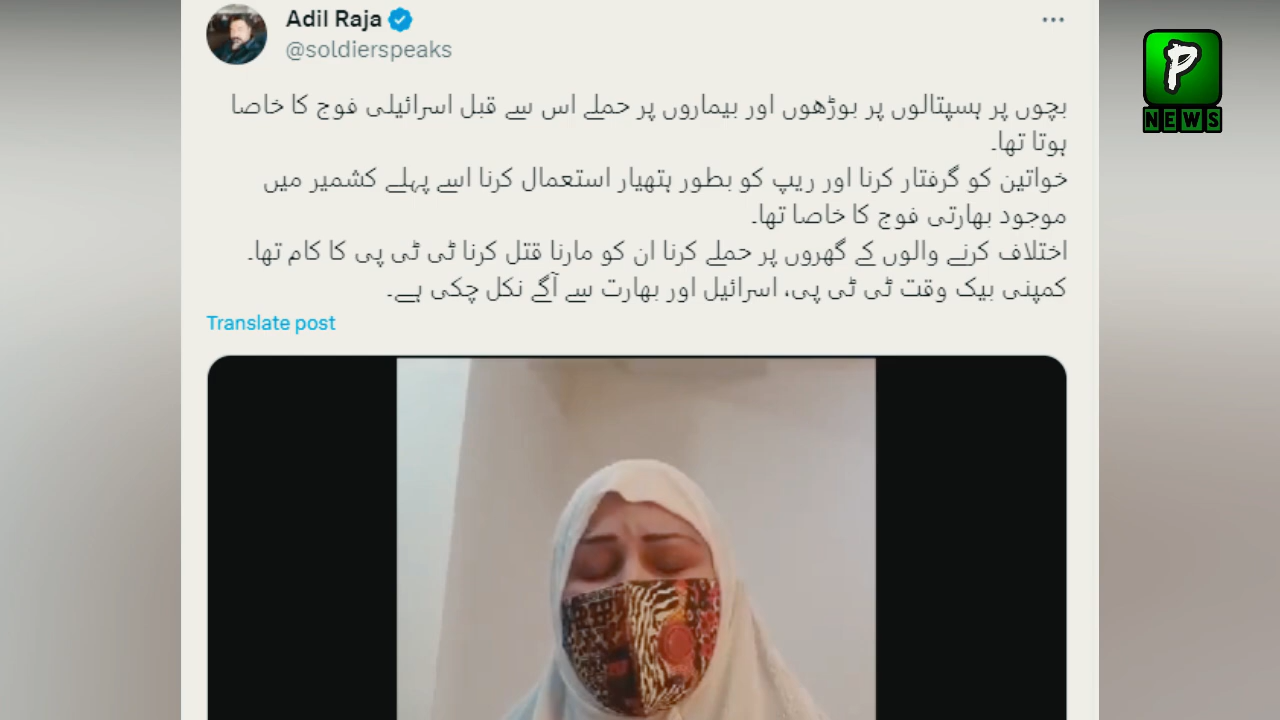 Adil Raja
@soldierspeaks
P
NEWS
بچوں پر ہسپتالوں پر بوڑھوں اور بیماروں پر حملے اس سے قبل اسرائیلی فوج کا خاصا
ہوتا تھا۔
خواتین کو گرفتار کرنا اور ریپ کو بطور ہتھیار استعمال کرنا اسے پہلے کشمیر میں
موجود بھارتی فوج کا خاصا تھا۔
اختلاف کرنے والوں کے گھروں پر حملے کرنا ان کو مارنا قتل کرنا ٹی ٹی پی کا کام تھا۔
کمپنی بیک وقت ٹی ٹی پی، اسرائیل اور بھارت سے آگے نکل چکی ہے۔
Translate post